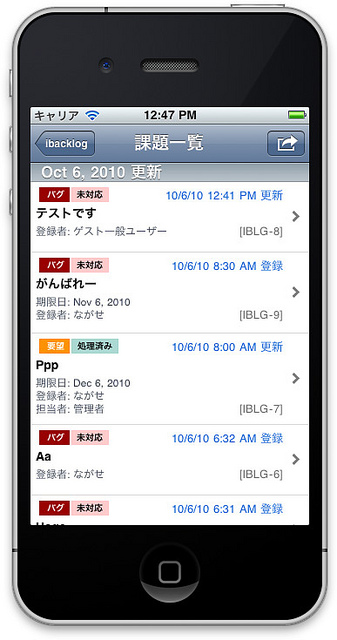 キャリア 12:47 PM
ibacklog 課題一覧
Oct 6, 2010 更新
バグ 未対応 10/6/10 12:41 PM 更新
テストです
登録者: ゲスト一般ユーザー [IBLG-8]
バグ 未対応 10/6/10 8:30 AM 登録
がんばれー
期限日: Nov 6, 2010
登録者: ながせ [IBLG-9]
要望 処理済み 10/6/10 8:00 AM 更新
Ppp
期限日: Dec 6, 2010
登録者: ながせ
担当者: 管理者 [IBLG-7]
バグ 未対応 10/6/10 6:32 AM 登録
Aa
登録者: ながせ [IBLG-6]
バグ 未対応 10/6/10 6:31 AM 登録